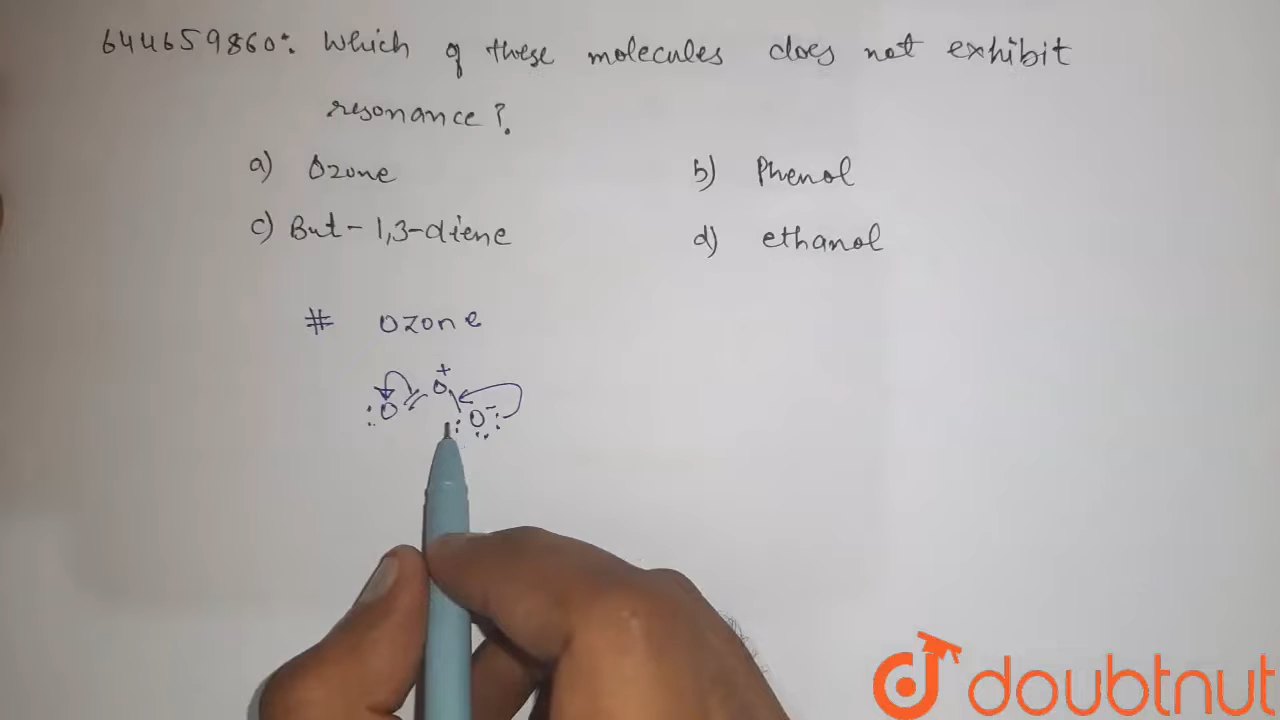 644659860:. Which of these molecules does not exhibit
resonance?.
a) Ozone
b) Phenol
c) But-1,3-diene
d) ethanol
# Ozone
+
O
O O-
doubtnut